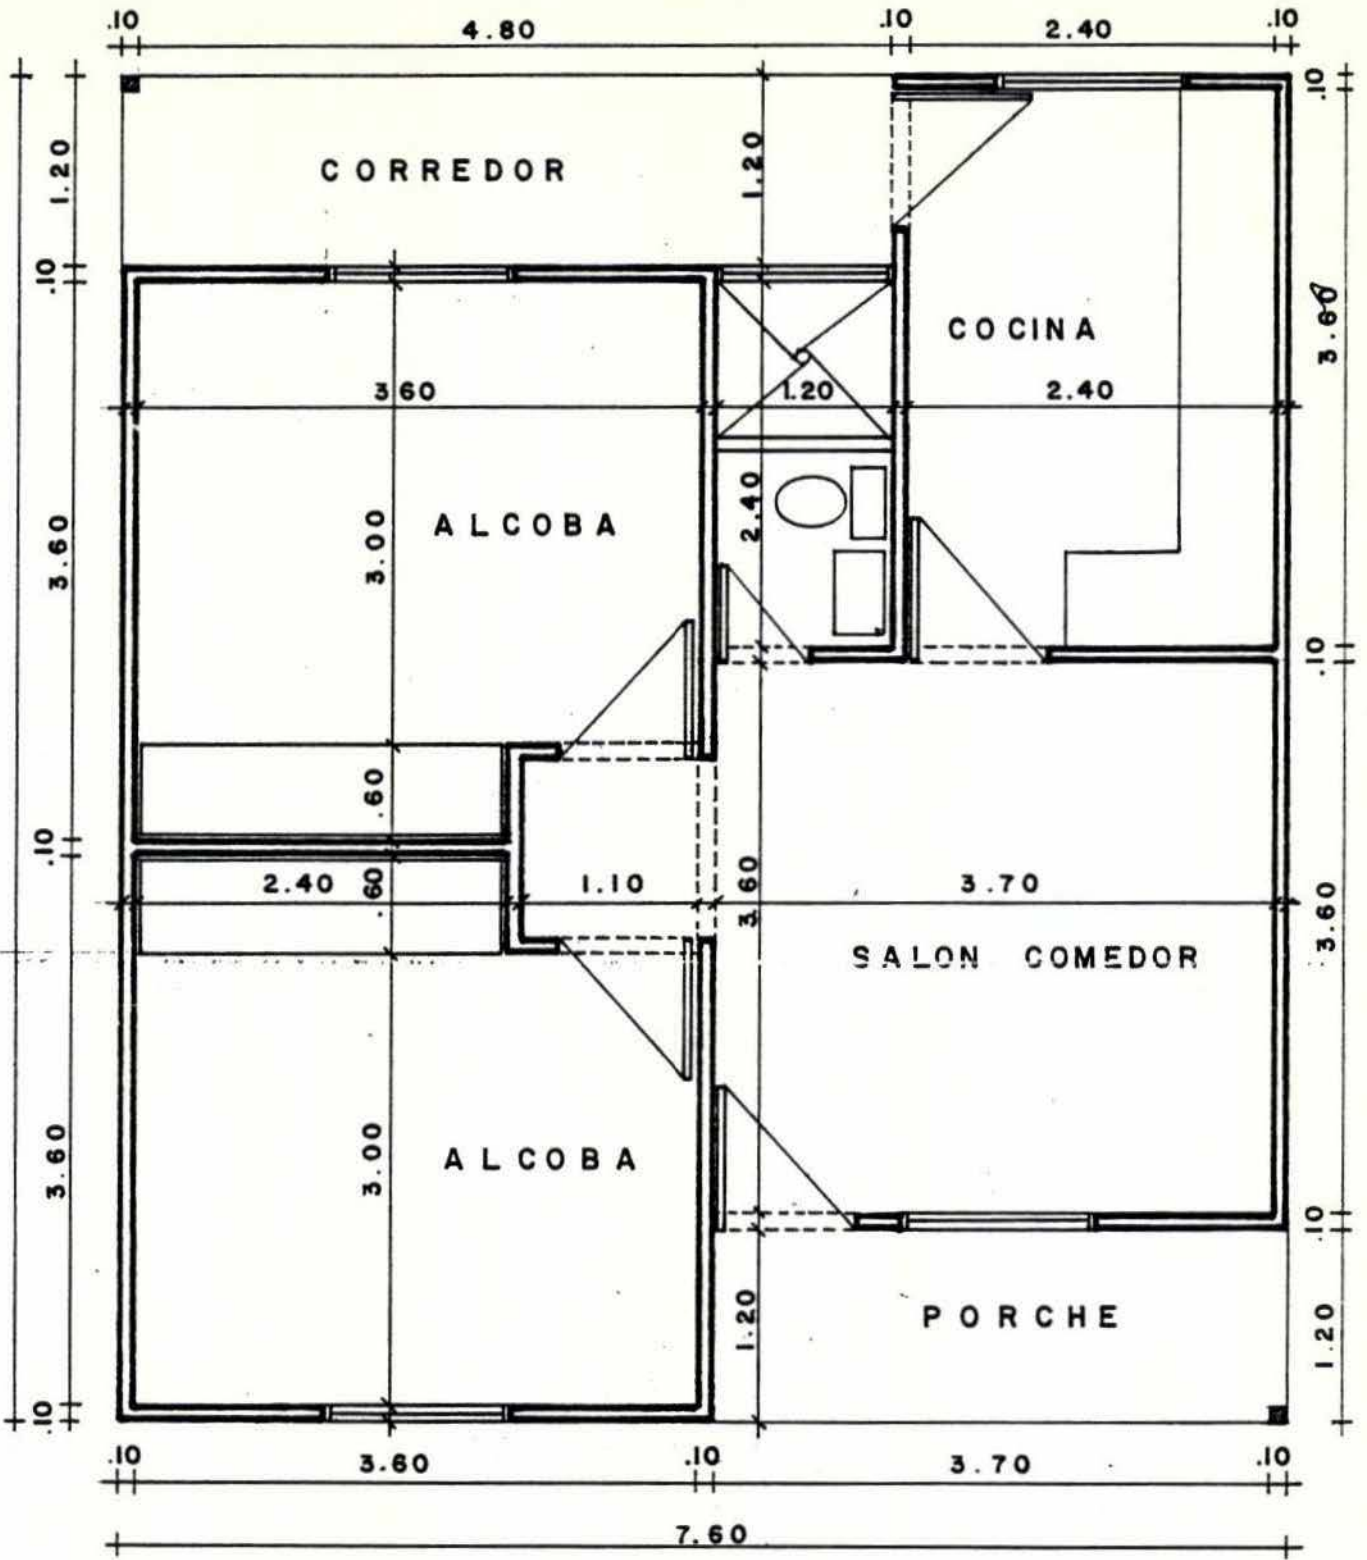 .10 4.80 .10 2.40 .10
1.20 CORREDOR 1.20 .10
.10
COCINA 3.60
3 60 1.20 2.40
3.60 3.00 ALCOBA 2.40
.10
.60
.10
2.40 .60 1.10 3 60 3.70 3.60
SALON COMEDOR
3.60 3.00 ALCOBA
.10
1.20 PORCHE 1.20
.10
.10 3.60 .10 3.70 .10
7.60